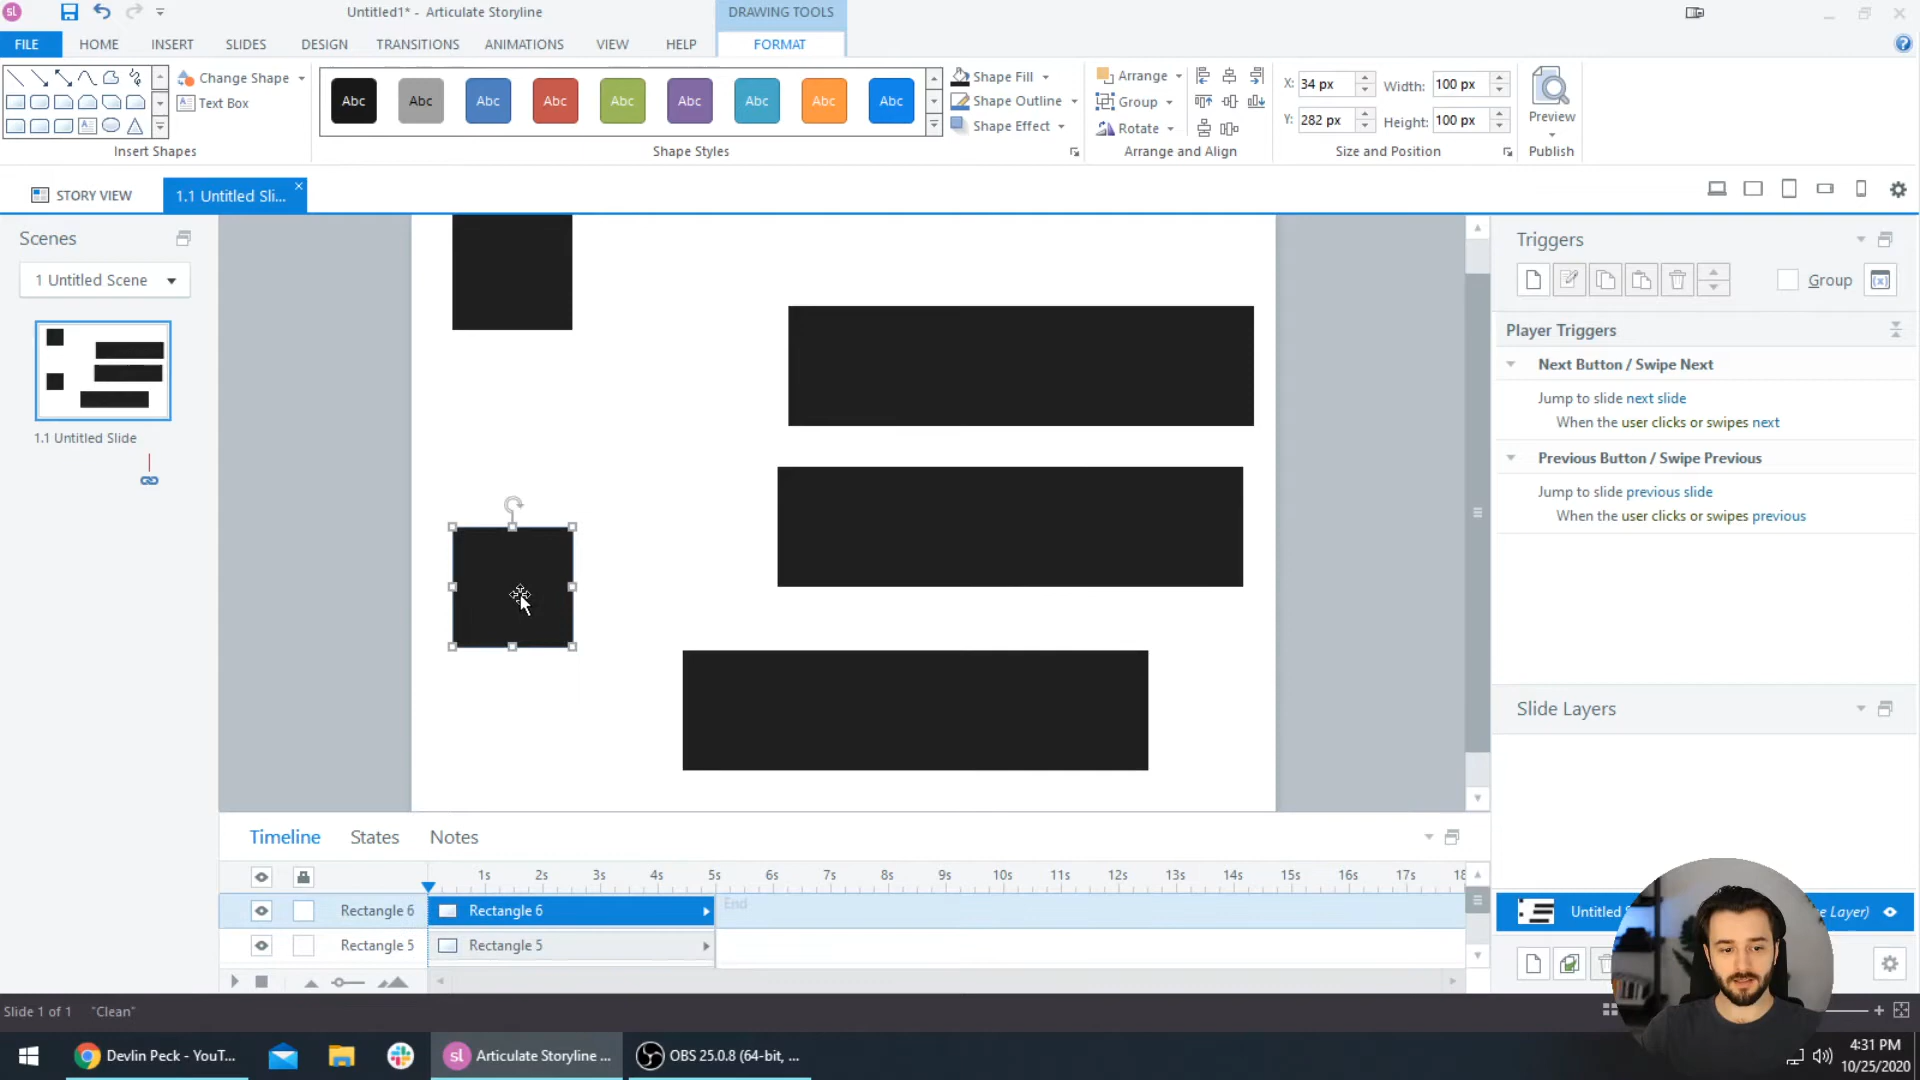 sl
Untitled1* - Articulate Storyline
DRAWING TOOLS
FILE
HOME
INSERT
SLIDES
DESIGN
TRANSITIONS
ANIMATIONS
VIEW
HELP
FORMAT
Change Shape
Text Box
Insert Shapes
Abc Abc Abc Abc Abc Abc Abc Abc Abc
Shape Styles
Shape Fill
Shape Outline
Shape Effect
Arrange
Group
Rotate
Arrange and Align
X: 34 px
Width: 100 px
Y: 282 px
Height: 100 px
Size and Position
Preview
Publish
STORY VIEW
1.1 Untitled Sli...
Scenes
1 Untitled Scene
1.1 Untitled Slide
Triggers
Group
Player Triggers
Next Button / Swipe Next
Jump to slide next slide
When the user clicks or swipes next
Previous Button / Swipe Previous
Jump to slide previous slide
When the user clicks or swipes previous
Slide Layers
Timeline
States
Notes
1s 2s 3s 4s 5s 6s 7s 8s 9s 10s 11s 12s 13s 14s 15s 16s 17s 18
Rectangle 6
Rectangle 6
End
Rectangle 5
Rectangle 5
Untitled
Layer)
Slide 1 of 1
"Clean"
Devlin Peck - YouT...
sl
Articulate Storyline ...
OBS 25.0.8 (64-bit, ...
4:31 PM
10/25/2020